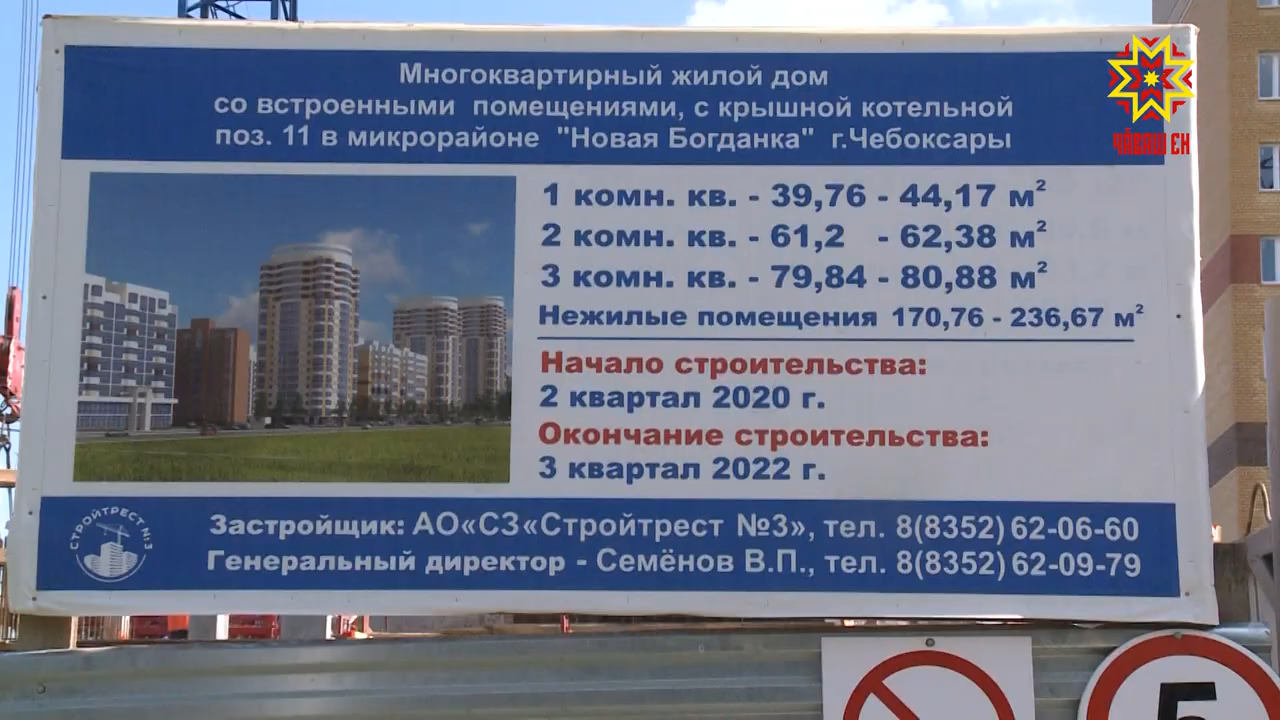 Многоквартирный жилой дом
со встроенными помещениями, с крышной котельной
поз. 11 в микрорайоне "Новая Богданка" г.Чебоксары
ЧӐВАШ ЕН
1 комн. кв. - 39,76 - 44,17 м²
2 комн. кв. - 61,2 - 62,38 м²
3 комн. кв. - 79,84 - 80,88 м²
Нежилые помещения 170,76 - 236,67 м²
Начало строительства:
2 квартал 2020 г.
Окончание строительства:
3 квартал 2022 г.
СТРОЙТРЕСТ №3
Застройщик: АО«СЗ«Стройтрест №3», тел. 8(8352) 62-06-60
Генеральный директор - Семёнов В.П., тел. 8(8352) 62-09-79
5